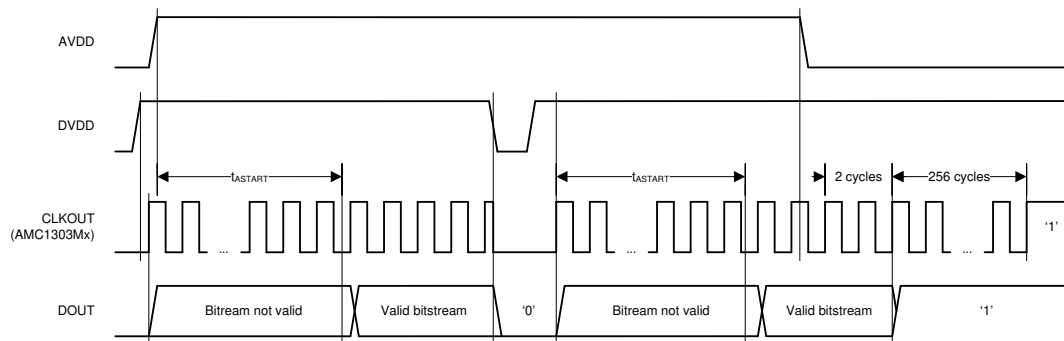 AVDD
DVDD
tASTART
tASTART
2 cycles
256 cycles
CLKOUT
(AMC1303Mx)
...
...
...
'1'
DOUT
Bitream not valid
Valid bitstream
'0'
Bitream not valid
Valid bitstream
'1'